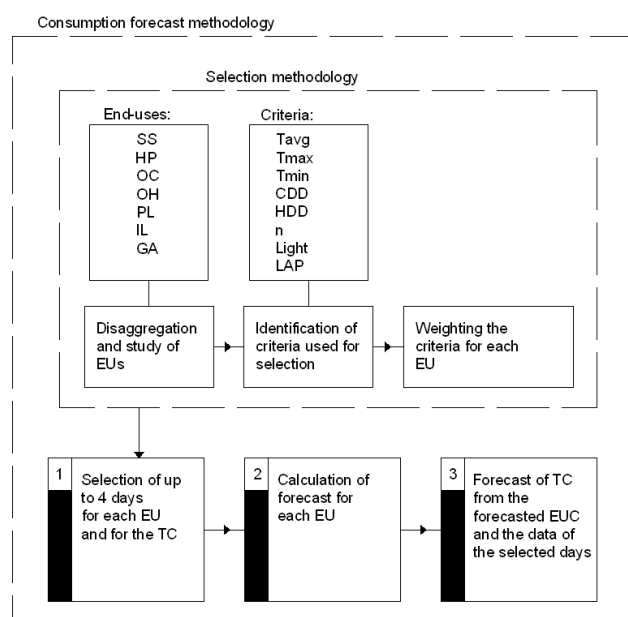 Consumption forecast methodology
Selection methodology
End-uses:
SS
HP
OC
OH
PL
IL
GA
Criteria:
Tavg
Tmax
Tmin
CDD
HDD
n
Light
LAP
Disaggregation
and study of
EUs
Identification of
criteria used for
selection
Weighting the
criteria for each
EU
1
Selection of up
to 4 days
for each EU
and for the TC
2
Calculation of
forecast for
each EU
3
Forecast of TC
from the
forecasted EUC
and the data of
the selected days